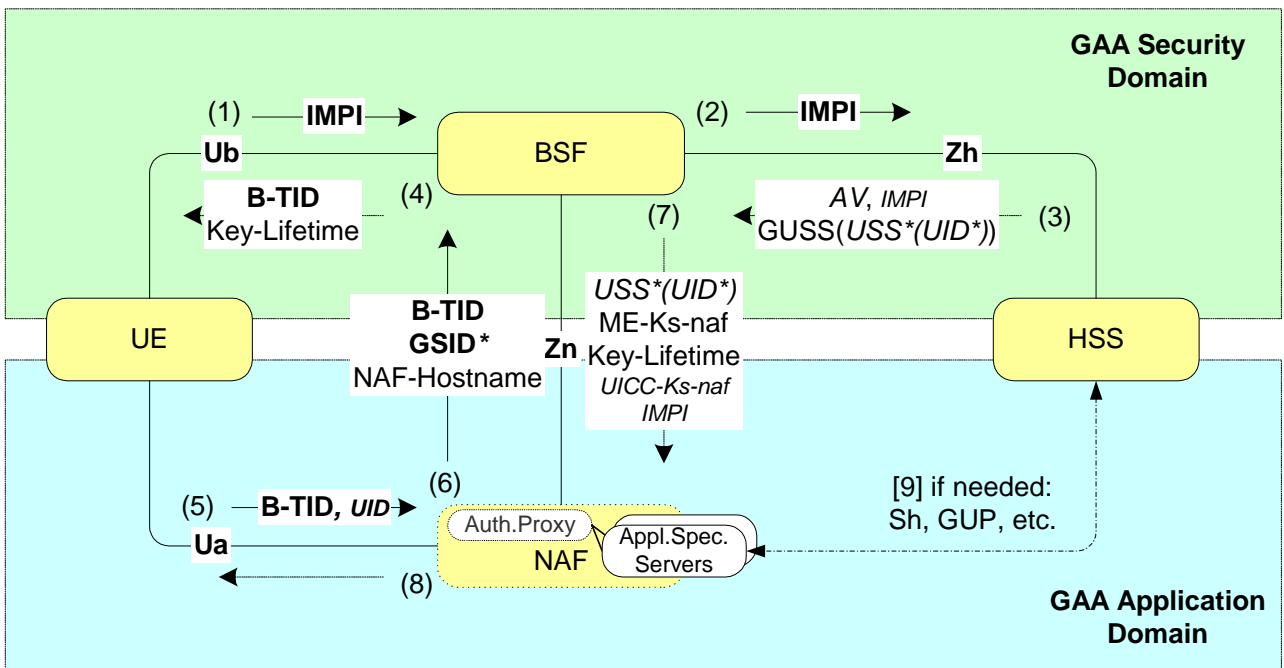 GAA Security
Domain
(1)
IMPI
(2)
IMPI
BSF
Ub
Zh
B-TID
Key-Lifetime
(4)
(7)
AV, IMPI
GUSS(USS*(UID*))
(3)
UE
B-TID
GSID*
NAF-Hostname
Zn
USS*(UID*)
ME-Ks-naf
Key-Lifetime
UICC-Ks-naf
IMPI
HSS
(5)
B-TID, UID
(6)
[9] if needed:
Sh, GUP, etc.
Ua
Auth.Proxy
NAF
Appl.Spec.
Servers
(8)
GAA Application
Domain